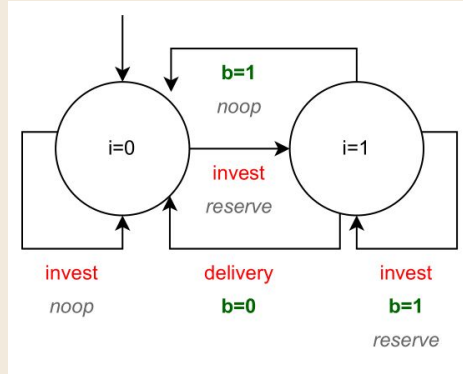 b=1
noop
i=0
i=1
invest
reserve
invest
noop
delivery
b=0
invest
b=1
reserve